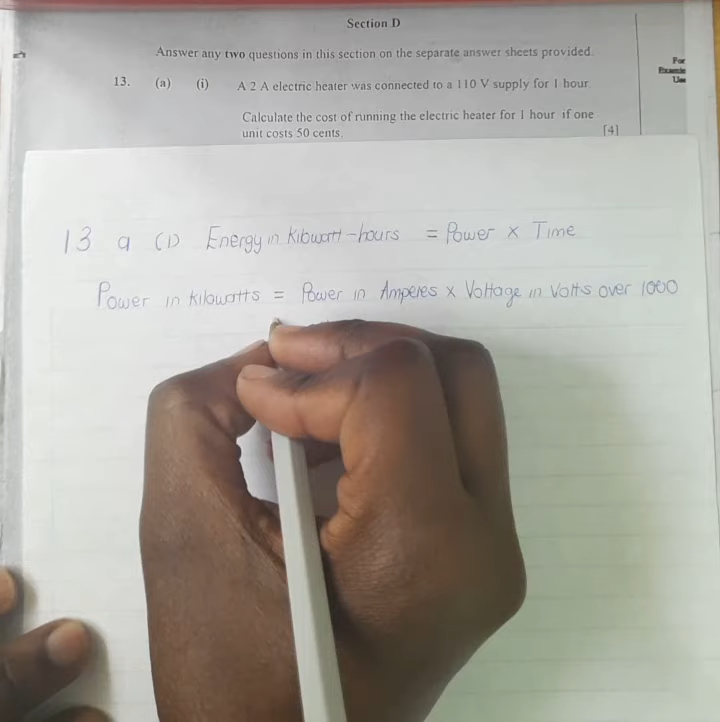 Section D
Answer any two questions in this section on the separate answer sheets provided.
13. (a) (i) A 2 A electric heater was connected to a 110 V supply for 1 hour.
Calculate the cost of running the electric heater for 1 hour if one
unit costs 50 cents. [4]
For
Use
13 a (1) Energy in kilowatt-hours = Power × Time
Power in kilowatts = Power in Amperes × Voltage in Volts over 1000